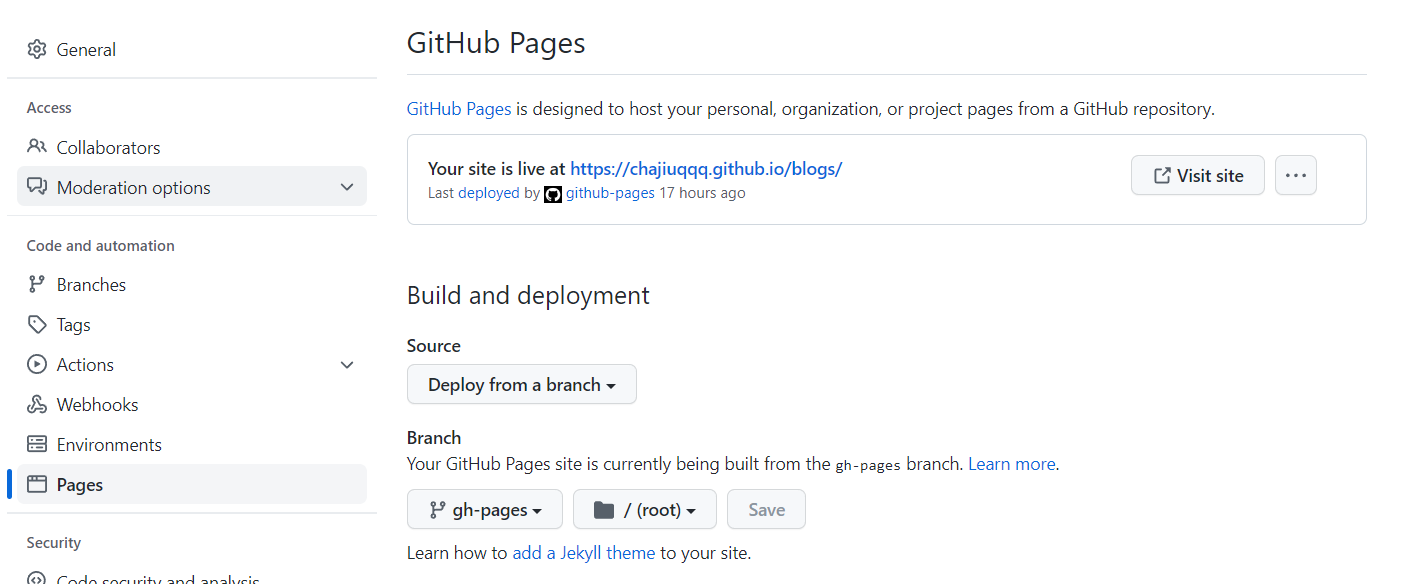 General
Access
Collaborators
Moderation options
Code and automation
Branches
Tags
Actions
Webhooks
Environments
Pages
Security
Code security and analysis
GitHub Pages
GitHub Pages is designed to host your personal, organization, or project pages from a GitHub repository.
Your site is live at https://chajiuqqq.github.io/blogs/
Last deployed by github-pages 17 hours ago
Visit site
Build and deployment
Source
Deploy from a branch
Branch
Your GitHub Pages site is currently being built from the gh-pages branch. Learn more.
gh-pages / (root) Save
Learn how to add a Jekyll theme to your site.